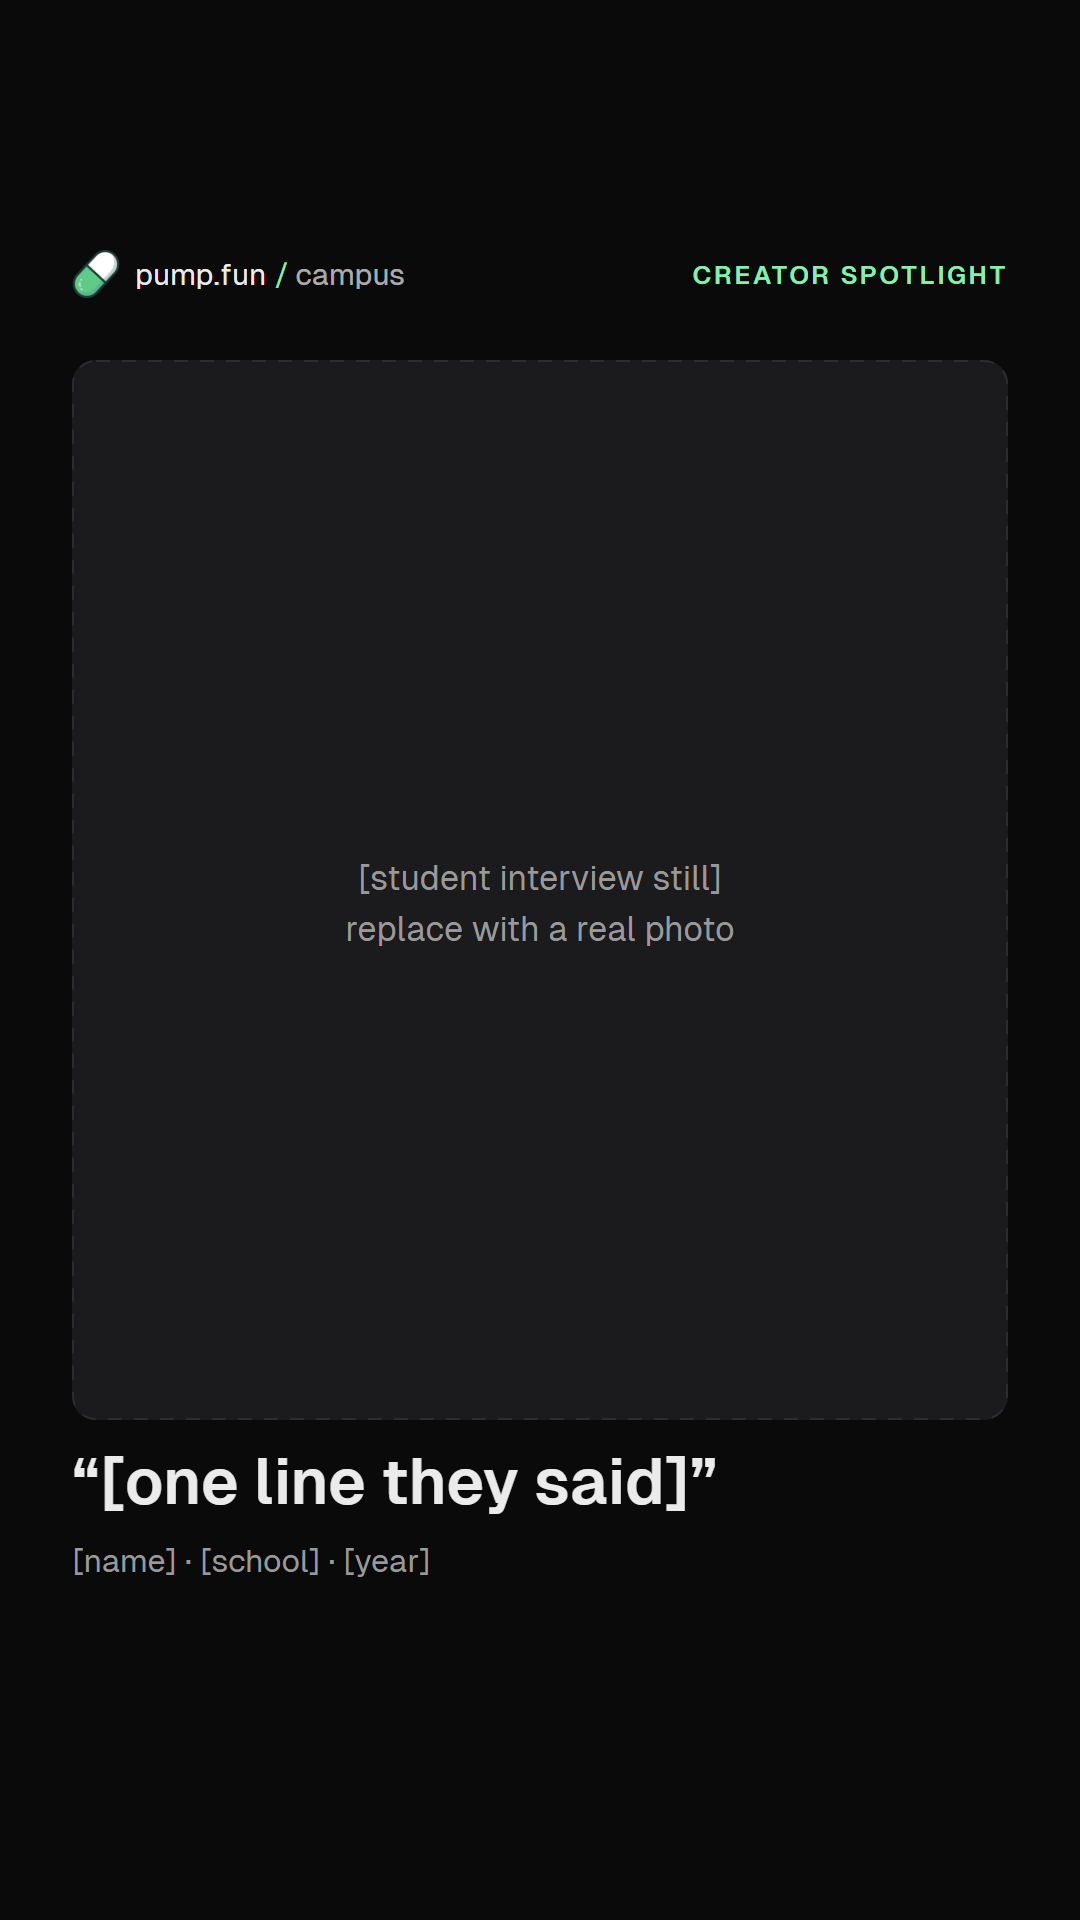 pump.fun / campus
CREATOR SPOTLIGHT
[student interview still]
replace with a real photo
“[one line they said]”
[name] · [school] · [year]